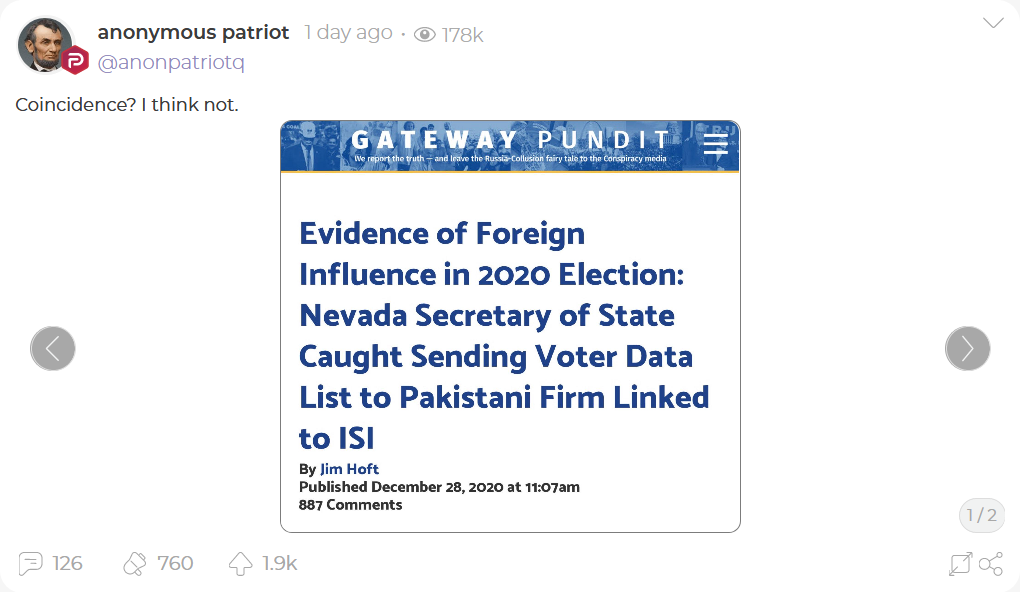 anonymous patriot 1 day ago · 178k
@anonpatriotq
Coincidence? I think not.
GATEWAY PUNDIT
We report the truth — and leave the Russia-Collusion fairy tale to the Conspiracy media
Evidence of Foreign
Influence in 2020 Election:
Nevada Secretary of State
Caught Sending Voter Data
List to Pakistani Firm Linked
to ISI
By Jim Hoft
Published December 28, 2020 at 11:07am
887 Comments
1 / 2
126 760 1.9k